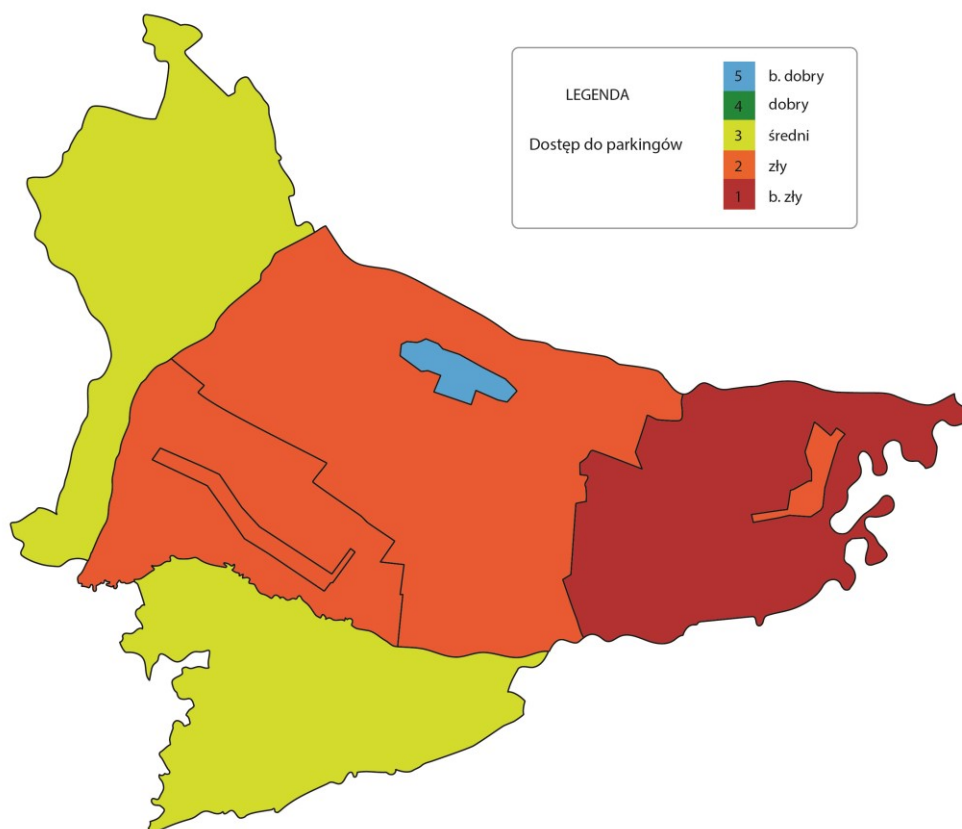 LEGENDA
Dostęp do parkingów
5 b. dobry
4 dobry
3 średni
2 zły
1 b. zły